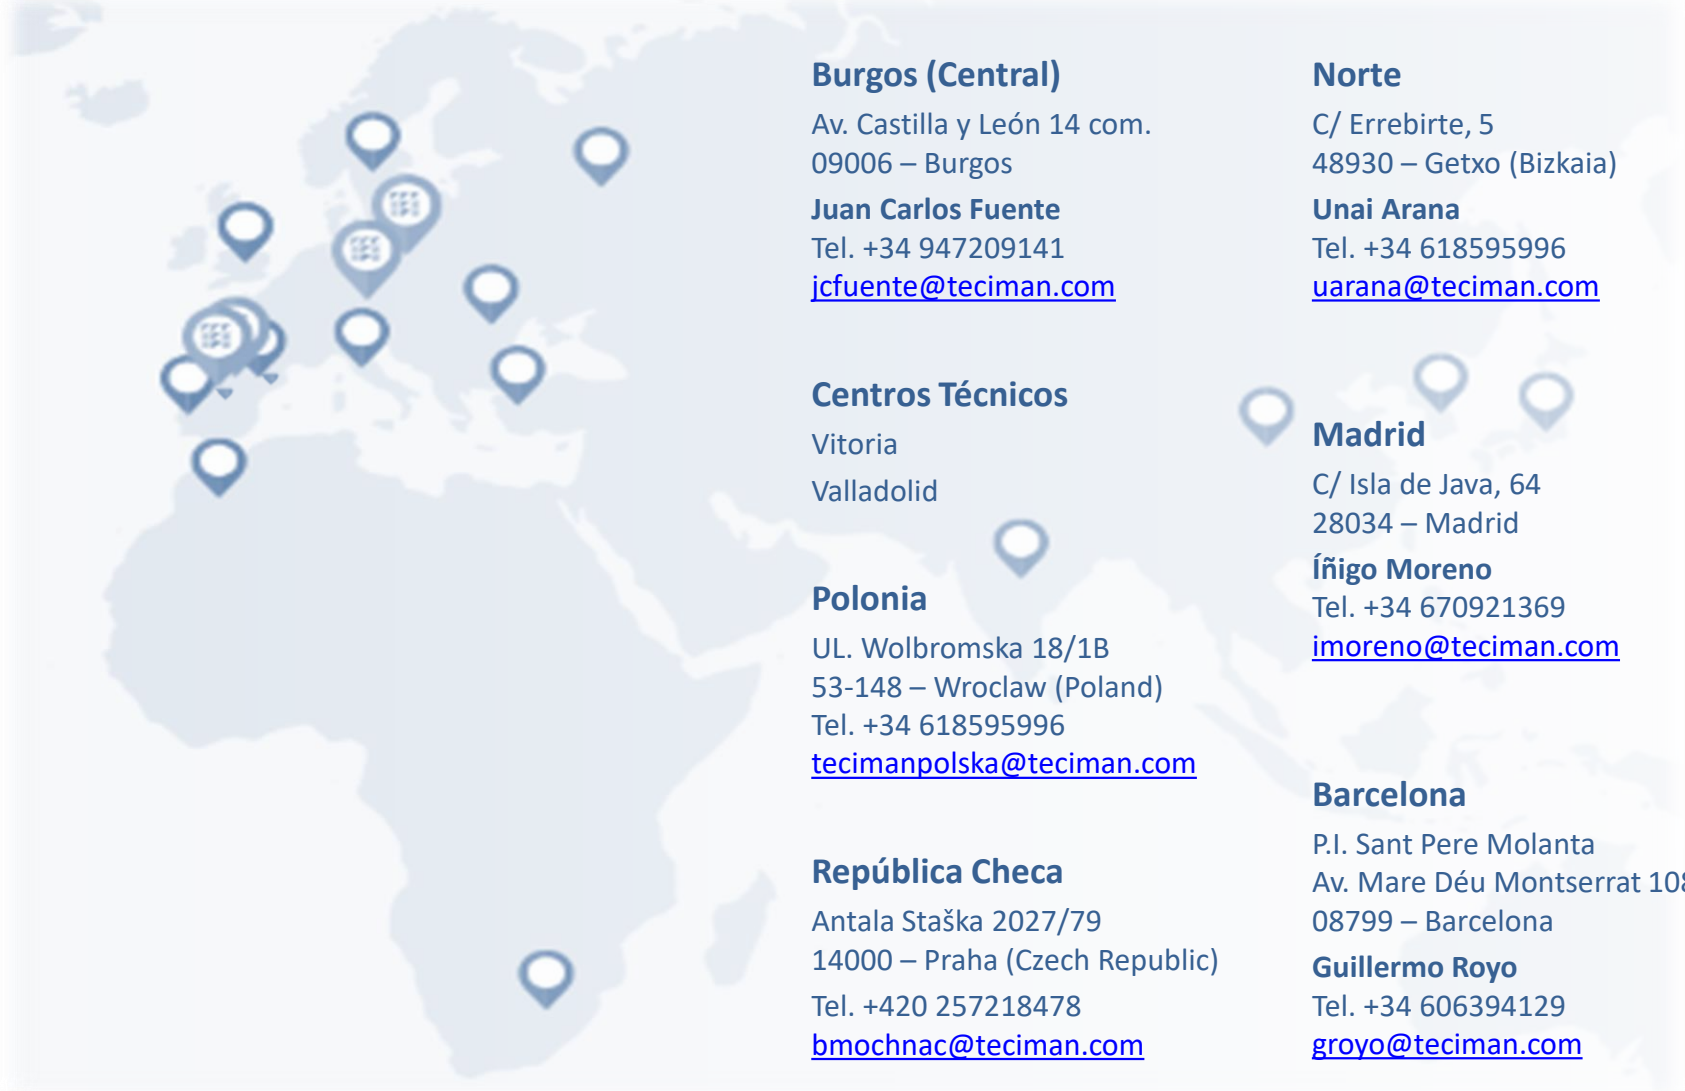 Burgos (Central)
Av. Castilla y León 14 com.
09006 – Burgos
Juan Carlos Fuente
Tel. +34 947209141
jcfuente@teciman.com
Centros Técnicos
Vitoria
Valladolid
Polonia
UL. Wolbromska 18/1B
53-148 – Wroclaw (Poland)
Tel. +34 618595996
tecimanpolska@teciman.com
República Checa
Antala Staška 2027/79
14000 – Praha (Czech Republic)
Tel. +420 257218478
bmochnac@teciman.com
Norte
C/ Errebirte, 5
48930 – Getxo (Bizkaia)
Unai Arana
Tel. +34 618595996
uarana@teciman.com
Madrid
C/ Isla de Java, 64
28034 – Madrid
Íñigo Moreno
Tel. +34 670921369
imoreno@teciman.com
Barcelona
P.I. Sant Pere Molanta
Av. Mare Déu Montserrat 108
08799 – Barcelona
Guillermo Royo
Tel. +34 606394129
groyo@teciman.com